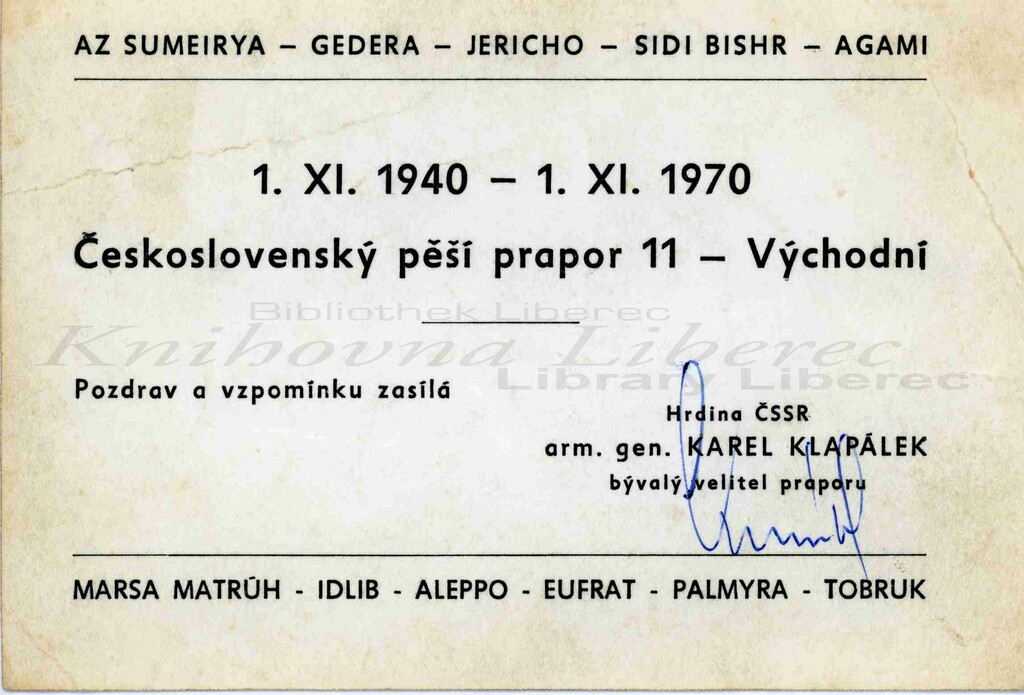 AZ SUMEIRYA – GEDERA – JERICHO – SIDI BISHR – AGAMI
1. XI. 1940 – 1. XI. 1970
Československý pěší prapor 11 – Východní
Bibliothek Liberec
Knihovna Liberec
Library Liberec
Pozdrav a vzpomínku zasílá
Hrdina ČSSR
arm. gen. KAREL KLAPÁLEK
bývalý velitel praporu
MARSA MATRÚH - IDLIB - ALEPPO - EUFRAT - PALMYRA - TOBRUK